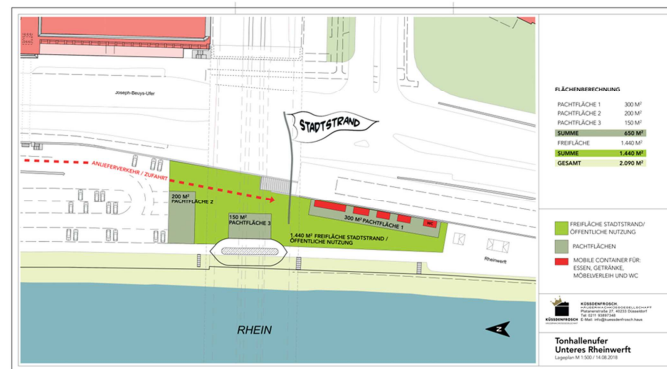 Joseph-Beuys-Ufer
STADTSTRAND
ANLIEFERVERKEHR / ZUFAHRT
200 M²
PACHTFLÄCHE 2
150 M²
PACHTFLÄCHE 3
300 M² PACHTFLÄCHE 1
WC
1.440 M² FREIFLÄCHE STADTSTRAND /
ÖFFENTLICHE NUTZUNG
Rheinwerft
RHEIN
N
FLÄCHENBERECHNUNG
PACHTFLÄCHE 1 300 M²
PACHTFLÄCHE 2 200 M²
PACHTFLÄCHE 3 150 M²
SUMME 650 M²
FREIFLÄCHE 1.440 M²
SUMME 1.440 M²
GESAMT 2.090 M²
FREIFLÄCHE STADTSTRAND/
ÖFFENTLICHE NUTZUNG
PACHTFLÄCHEN
MOBILE CONTAINER FÜR:
ESSEN, GETRÄNKE,
MÖBELVERLEIH UND WC
KÜSSDENFROSCH
KÜSSDENFROSCH
Tonhallenufer
Unteres Rheinwerft
Lageplan M 1:500 / 14.08.2018